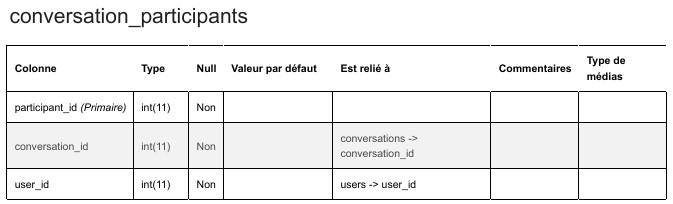 conversation_participants
Colonne Type Null Valeur par défaut Est relié à Commentaires Type de médias
participant_id (Primaire) int(11) Non
conversation_id int(11) Non conversations -> conversation_id
user_id int(11) Non users -> user_id